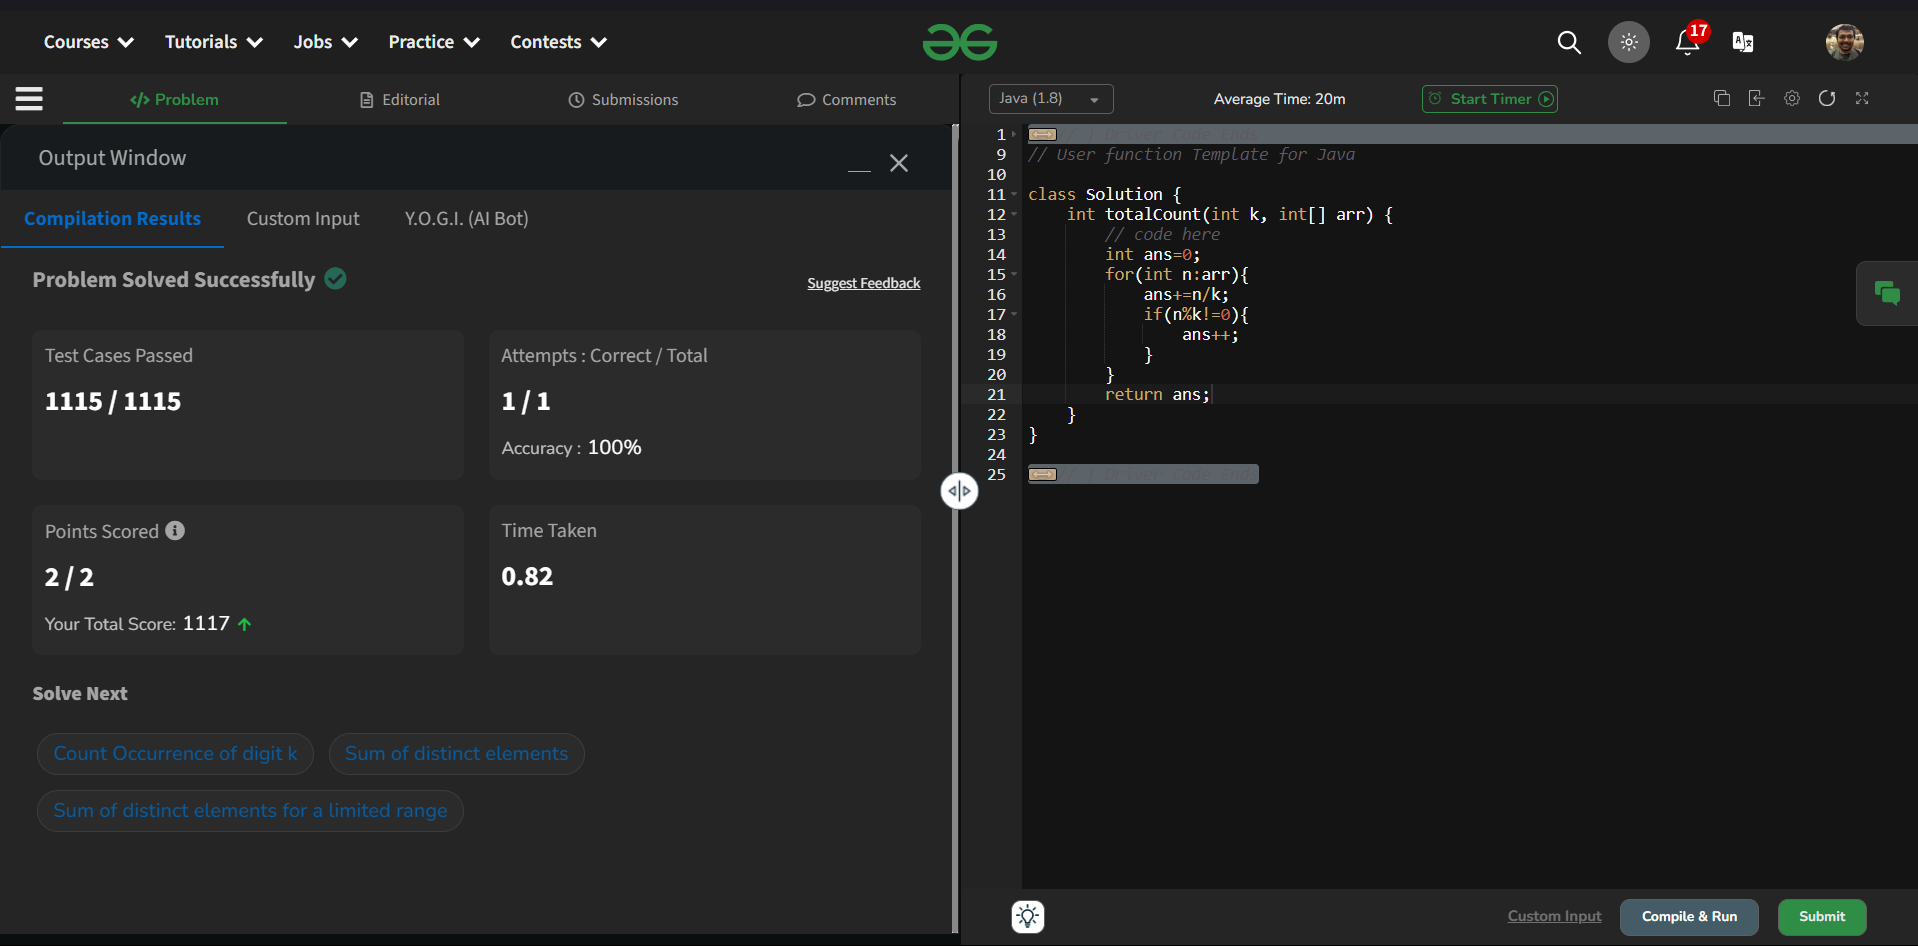 Courses Tutorials Jobs Practice Contests
17
Problem Editorial Submissions Comments
Java (1.8) Average Time: 20m Start Timer
Output Window
Compilation Results Custom Input Y.O.G.I. (AI Bot)
Problem Solved Successfully
Suggest Feedback
Test Cases Passed
1115 / 1115
Attempts : Correct / Total
1 / 1
Accuracy : 100%
Points Scored
2 / 2
Your Total Score: 1117
Time Taken
0.82
Solve Next
Count Occurrence of digit k
Sum of distinct elements
Sum of distinct elements for a limited range
1 // } Driver Code Ends
9 // User function Template for Java
10
11 class Solution {
12 int totalCount(int k, int[] arr) {
13 // code here
14 int ans=0;
15 for(int n:arr){
16 ans+=n/k;
17 if(n%k!=0){
18 ans++;
19 }
20 }
21 return ans;
22 }
23 }
24
25 // } Driver Code Ends
Custom Input Compile & Run Submit